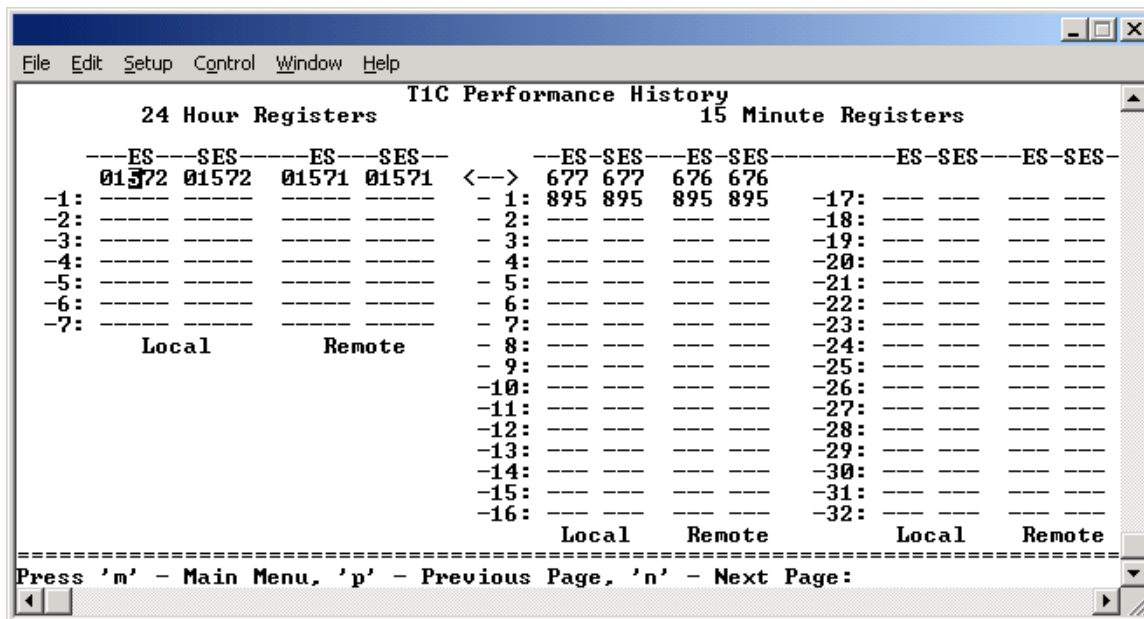 File Edit Setup Control Window Help
T1C Performance History
24 Hour Registers 15 Minute Registers
---ES---SES-----ES---SES-- --ES-SES---ES-SES----------ES-SES---ES-SES-
01572 01572 01571 01571 <--> 677 677 676 676
-1: ----- ----- ----- ----- - 1: 895 895 895 895 -17: --- --- --- ---
-2: ----- ----- ----- ----- - 2: --- --- --- --- -18: --- --- --- ---
-3: ----- ----- ----- ----- - 3: --- --- --- --- -19: --- --- --- ---
-4: ----- ----- ----- ----- - 4: --- --- --- --- -20: --- --- --- ---
-5: ----- ----- ----- ----- - 5: --- --- --- --- -21: --- --- --- ---
-6: ----- ----- ----- ----- - 6: --- --- --- --- -22: --- --- --- ---
-7: ----- ----- ----- ----- - 7: --- --- --- --- -23: --- --- --- ---
Local Remote - 8: --- --- --- --- -24: --- --- --- ---
- 9: --- --- --- --- -25: --- --- --- ---
-10: --- --- --- --- -26: --- --- --- ---
-11: --- --- --- --- -27: --- --- --- ---
-12: --- --- --- --- -28: --- --- --- ---
-13: --- --- --- --- -29: --- --- --- ---
-14: --- --- --- --- -30: --- --- --- ---
-15: --- --- --- --- -31: --- --- --- ---
-16: --- --- --- --- -32: --- --- --- ---
Local Remote Local Remote
===============================================================================
Press 'm' - Main Menu, 'p' - Previous Page, 'n' - Next Page: